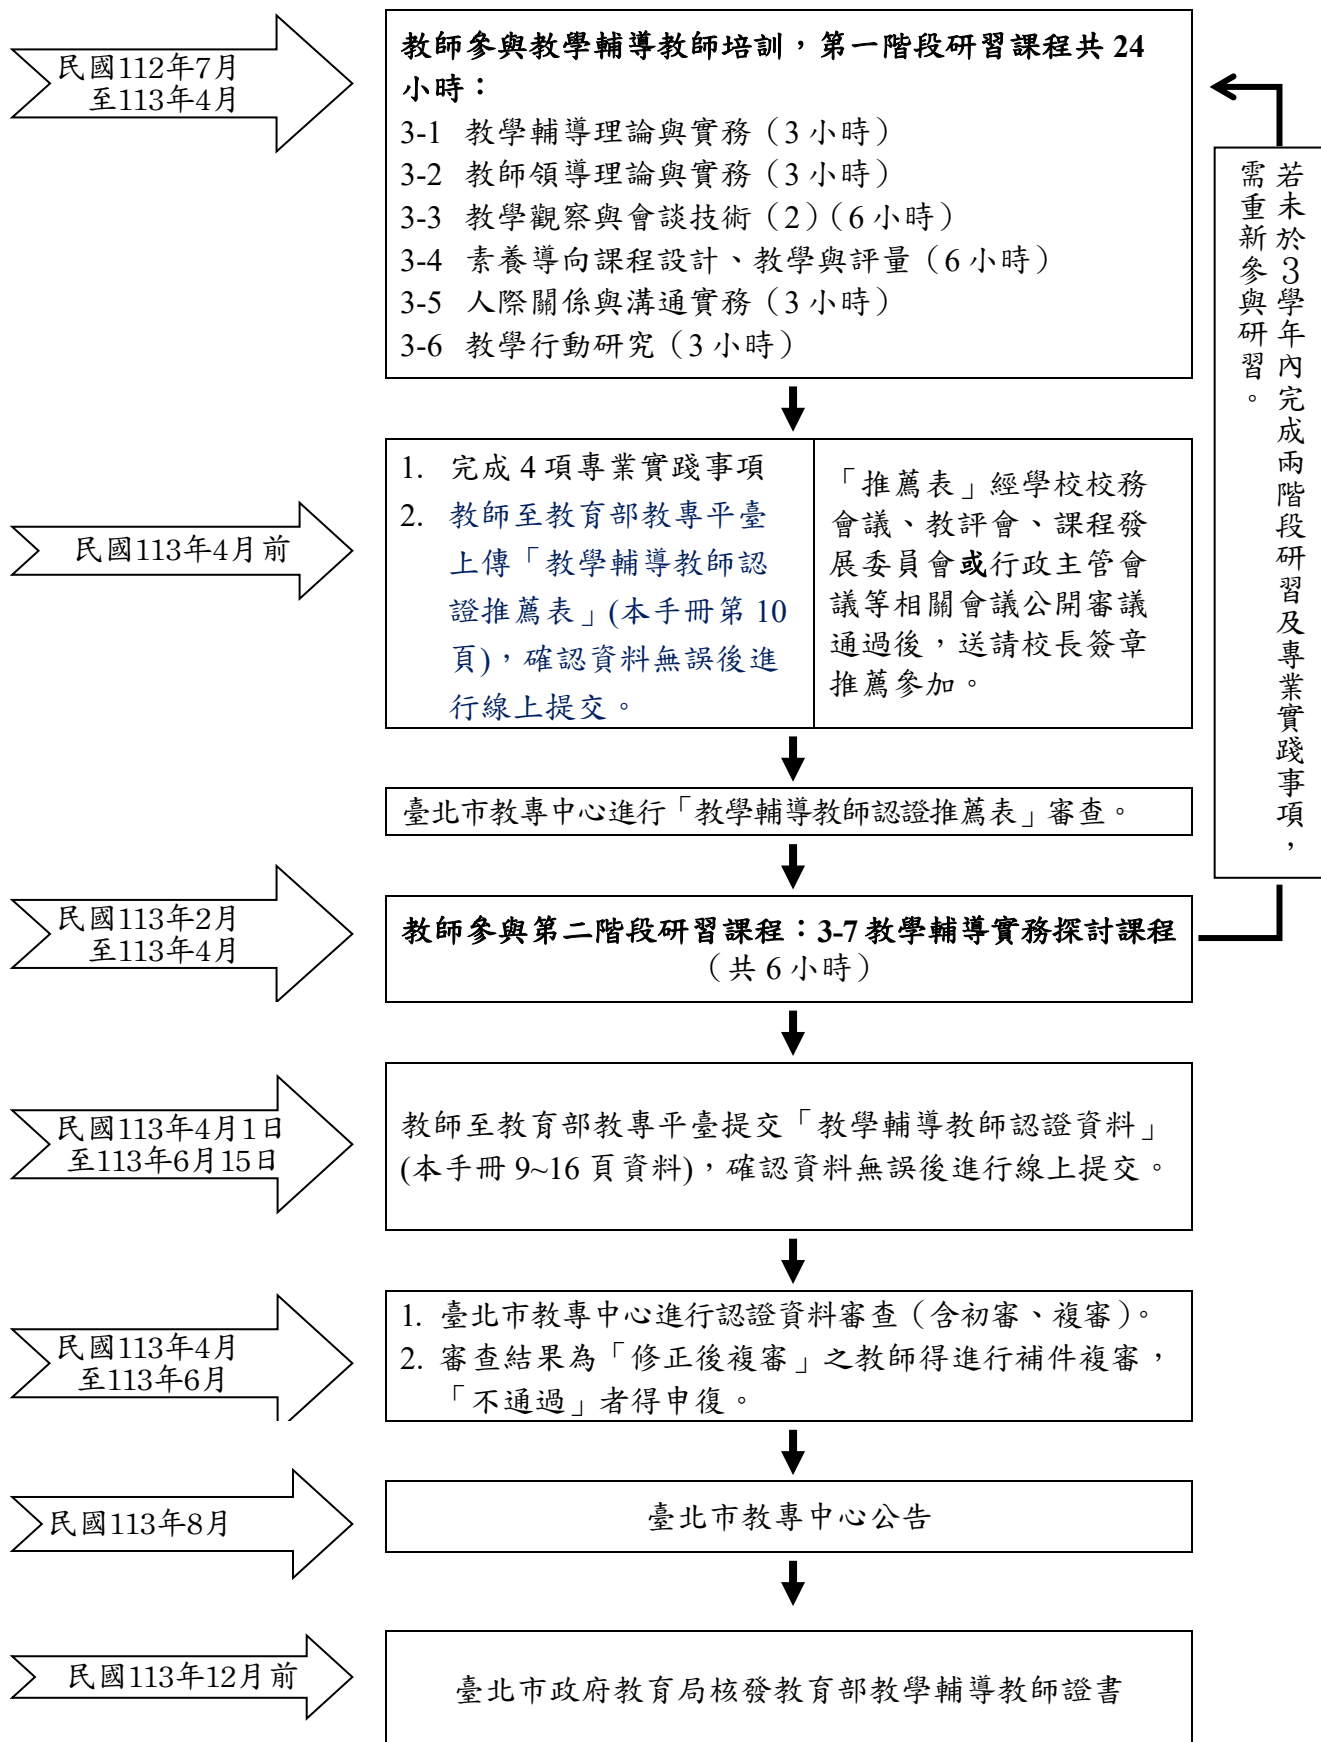 民國112年7月
至113年4月
教師參與教學輔導教師培訓，第一階段研習課程共 24
小時：
3-1 教學輔導理論與實務（3 小時）
3-2 教師領導理論與實務（3 小時）
3-3 教學觀察與會談技術（2）（6 小時）
3-4 素養導向課程設計、教學與評量（6 小時）
3-5 人際關係與溝通實務（3 小時）
3-6 教學行動研究（3 小時）
若未於3學年內完成兩階段研習及專業實踐事項，
需重新參與研習。
民國113年4月前
1. 完成 4 項專業實踐事項
2. 教師至教育部教專平臺
上傳「教學輔導教師認
證推薦表」(本手冊第 10
頁)，確認資料無誤後進
行線上提交。
「推薦表」經學校校務
會議、教評會、課程發
展委員會或行政主管會
議等相關會議公開審議
通過後，送請校長簽章
推薦參加。
臺北市教專中心進行「教學輔導教師認證推薦表」審查。
民國113年2月
至113年4月
教師參與第二階段研習課程：3-7 教學輔導實務探討課程
（共 6 小時）
民國113年4月1日
至113年6月15日
教師至教育部教專平臺提交「教學輔導教師認證資料」
(本手冊 9~16 頁資料)，確認資料無誤後進行線上提交。
民國113年4月
至113年6月
1. 臺北市教專中心進行認證資料審查（含初審、複審）。
2. 審查結果為「修正後複審」之教師得進行補件複審，
「不通過」者得申復。
民國113年8月
臺北市教專中心公告
民國113年12月前
臺北市政府教育局核發教育部教學輔導教師證書